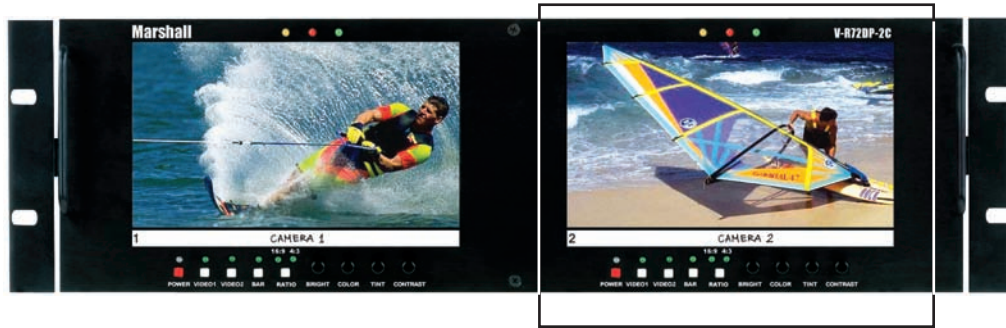 Marshall
V-R72DP-2C
1 CAMERA 1
2 CAMERA 2
16:9 4:3
POWER VIDEO1 VIDEO2 BAR RATIO BRIGHT COLOR TINT CONTRAST
16:9 4:3
POWER VIDEO1 VIDEO2 BAR RATIO BRIGHT COLOR TINT CONTRAST